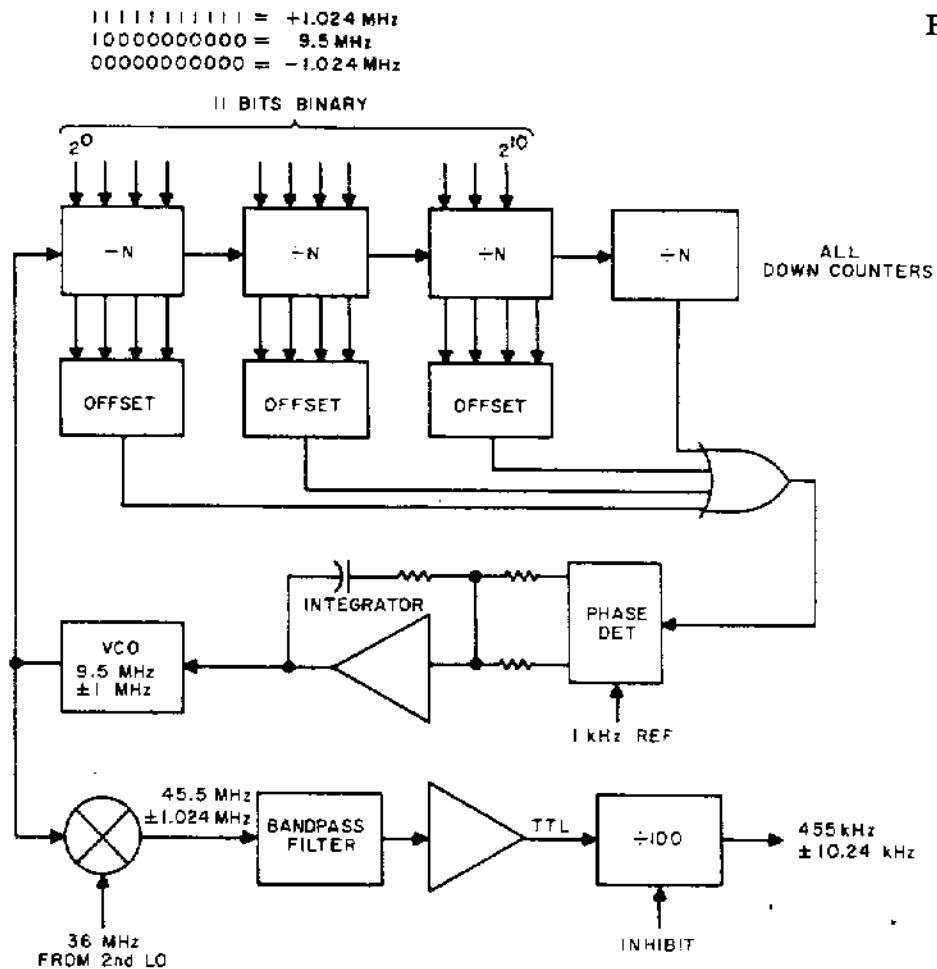 11111111111 = +1.024 MHz
10000000000 = 9.5 MHz
00000000000 = -1.024 MHz
11 BITS BINARY
2^0
2^10
-N
÷N
÷N
÷N
ALL
DOWN COUNTERS
OFFSET
OFFSET
OFFSET
INTEGRATOR
PHASE
DET
VCO
9.5 MHz
±1 MHz
1 kHz REF
45.5 MHz
±1.024 MHz
BANDPASS
FILTER
TTL
÷100
455 kHz
±10.24 kHz
36 MHz
FROM 2nd LO
INHIBIT